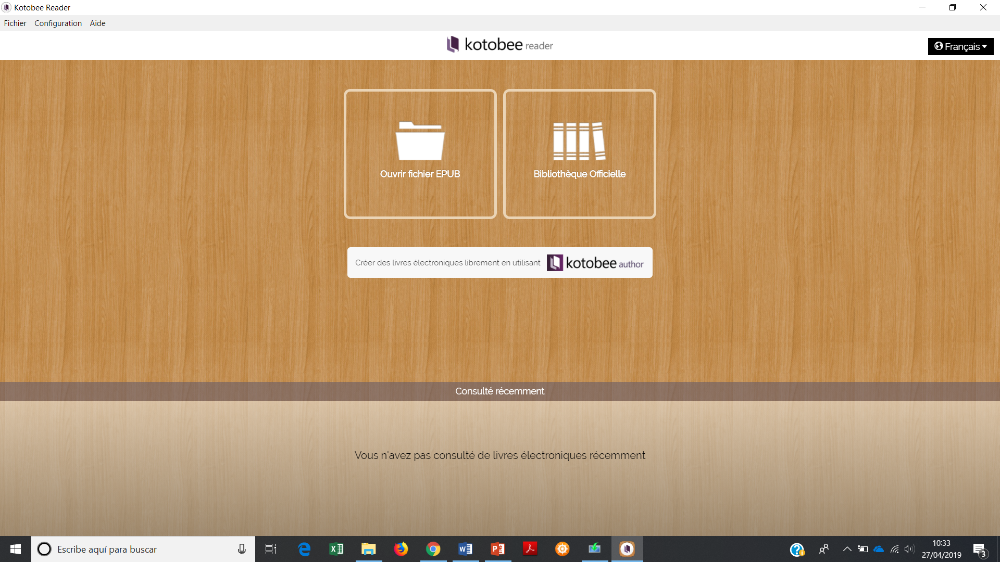 Kotobee Reader
Fichier Configuration Aide
kotobee reader
Français
Ouvrir fichier EPUB
Bibliothèque Officielle
Créer des livres électroniques librement en utilisant kotobee author
Consulté récemment
Vous n'avez pas consulté de livres électroniques récemment
Escribe aquí para buscar
10:33
27/04/2019
3